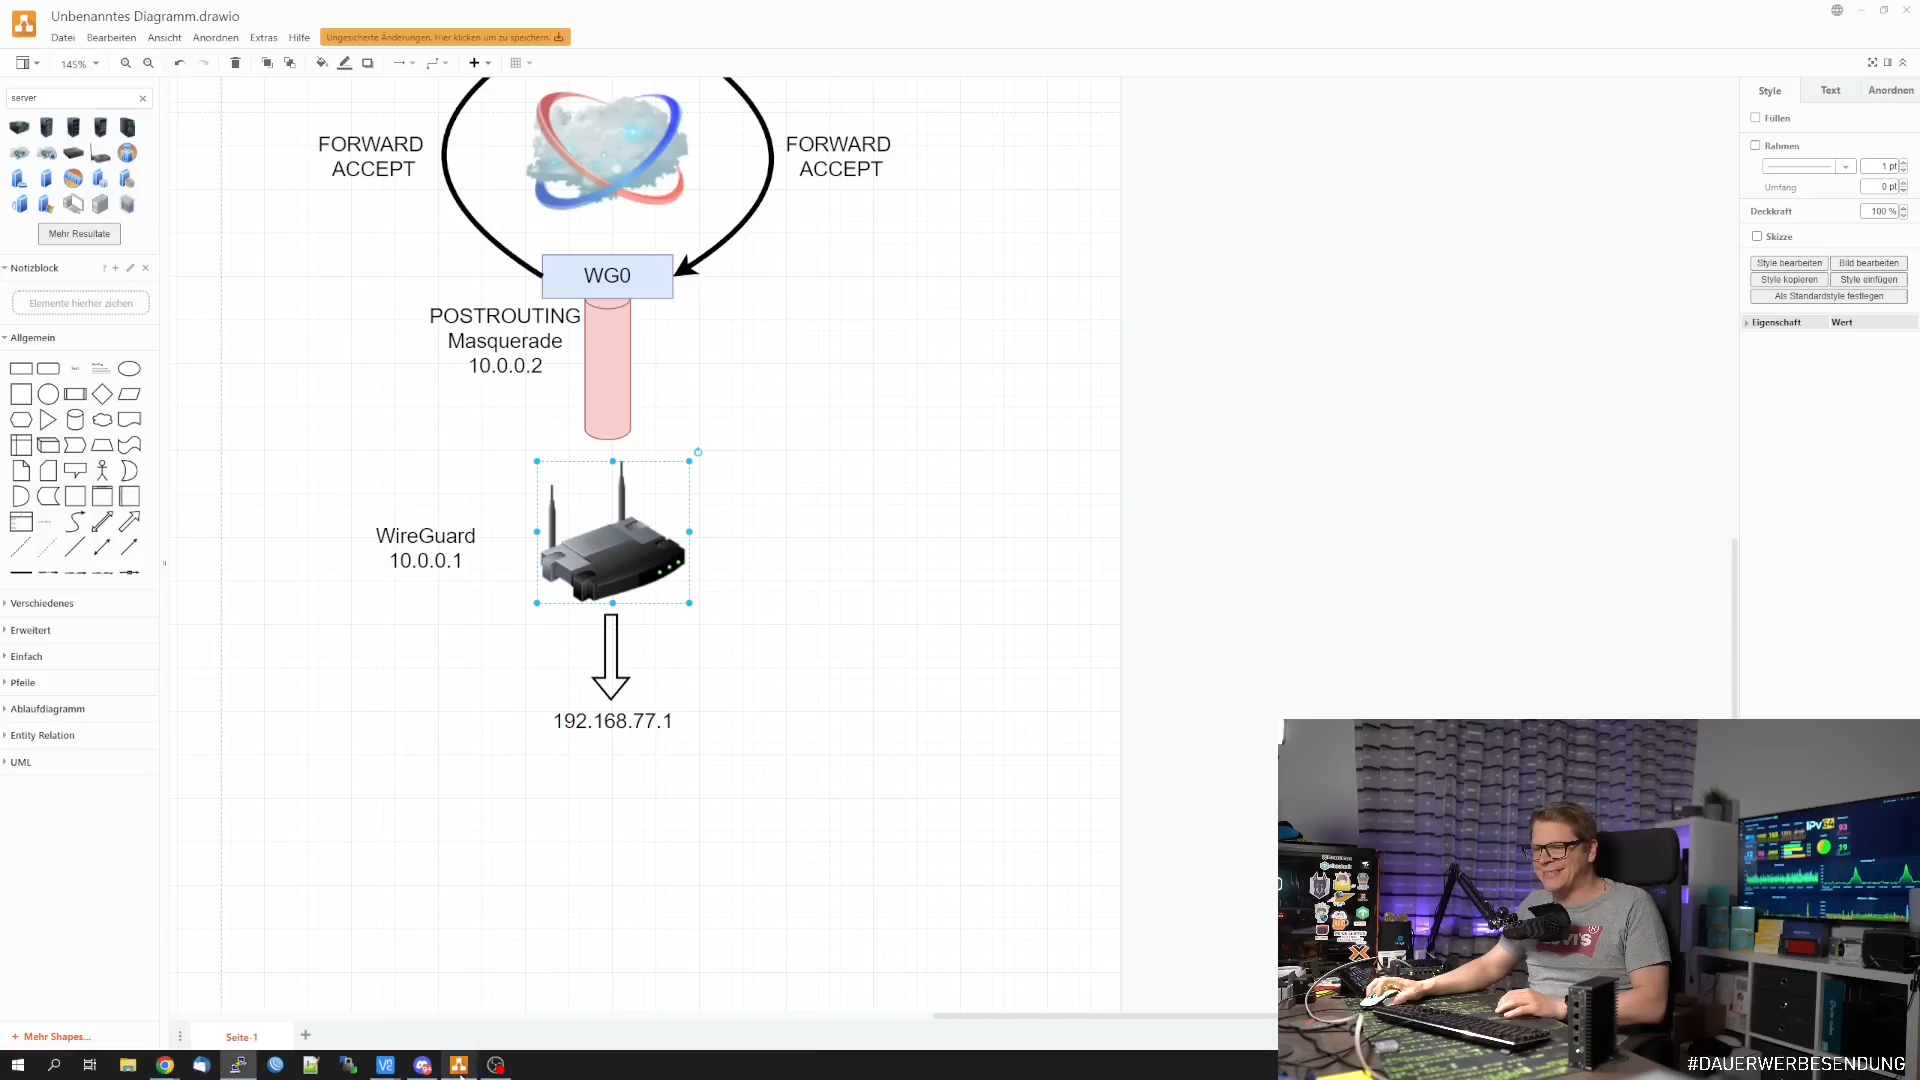 Unbenanntes Diagramm.drawio
Datei Bearbeiten Ansicht Anordnen Extras Hilfe Ungesicherte Änderungen. Hier klicken um zu speichern.
145%
server
Mehr Resultate
Notizblock
Elemente hierher ziehen
Allgemein
Verschiedenes
Erweitert
Einfach
Pfeile
Ablaufdiagramm
Entity Relation
UML
+ Mehr Shapes...
FORWARD
ACCEPT
FORWARD
ACCEPT
WG0
POSTROUTING
Masquerade
10.0.0.2
WireGuard
10.0.0.1
192.168.77.1
Seite-1
Style Text Anordnen
Füllen
Rahmen
1 pt
Umfang 0 pt
Deckkraft 100 %
Skizze
Style bearbeiten Bild bearbeiten
Style kopieren Style einfügen
Als Standardstyle festlegen
Eigenschaft Wert
IPv64
#DAUERWERBESENDUNG